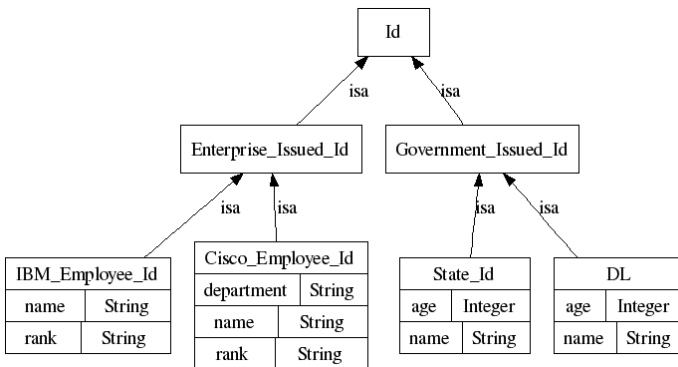 Id
isa
isa
Enterprise_Issued_Id
Government_Issued_Id
isa
isa
isa
isa
IBM_Employee_Id
name String
rank String
Cisco_Employee_Id
department String
name String
rank String
State_Id
age Integer
name String
DL
age Integer
name String